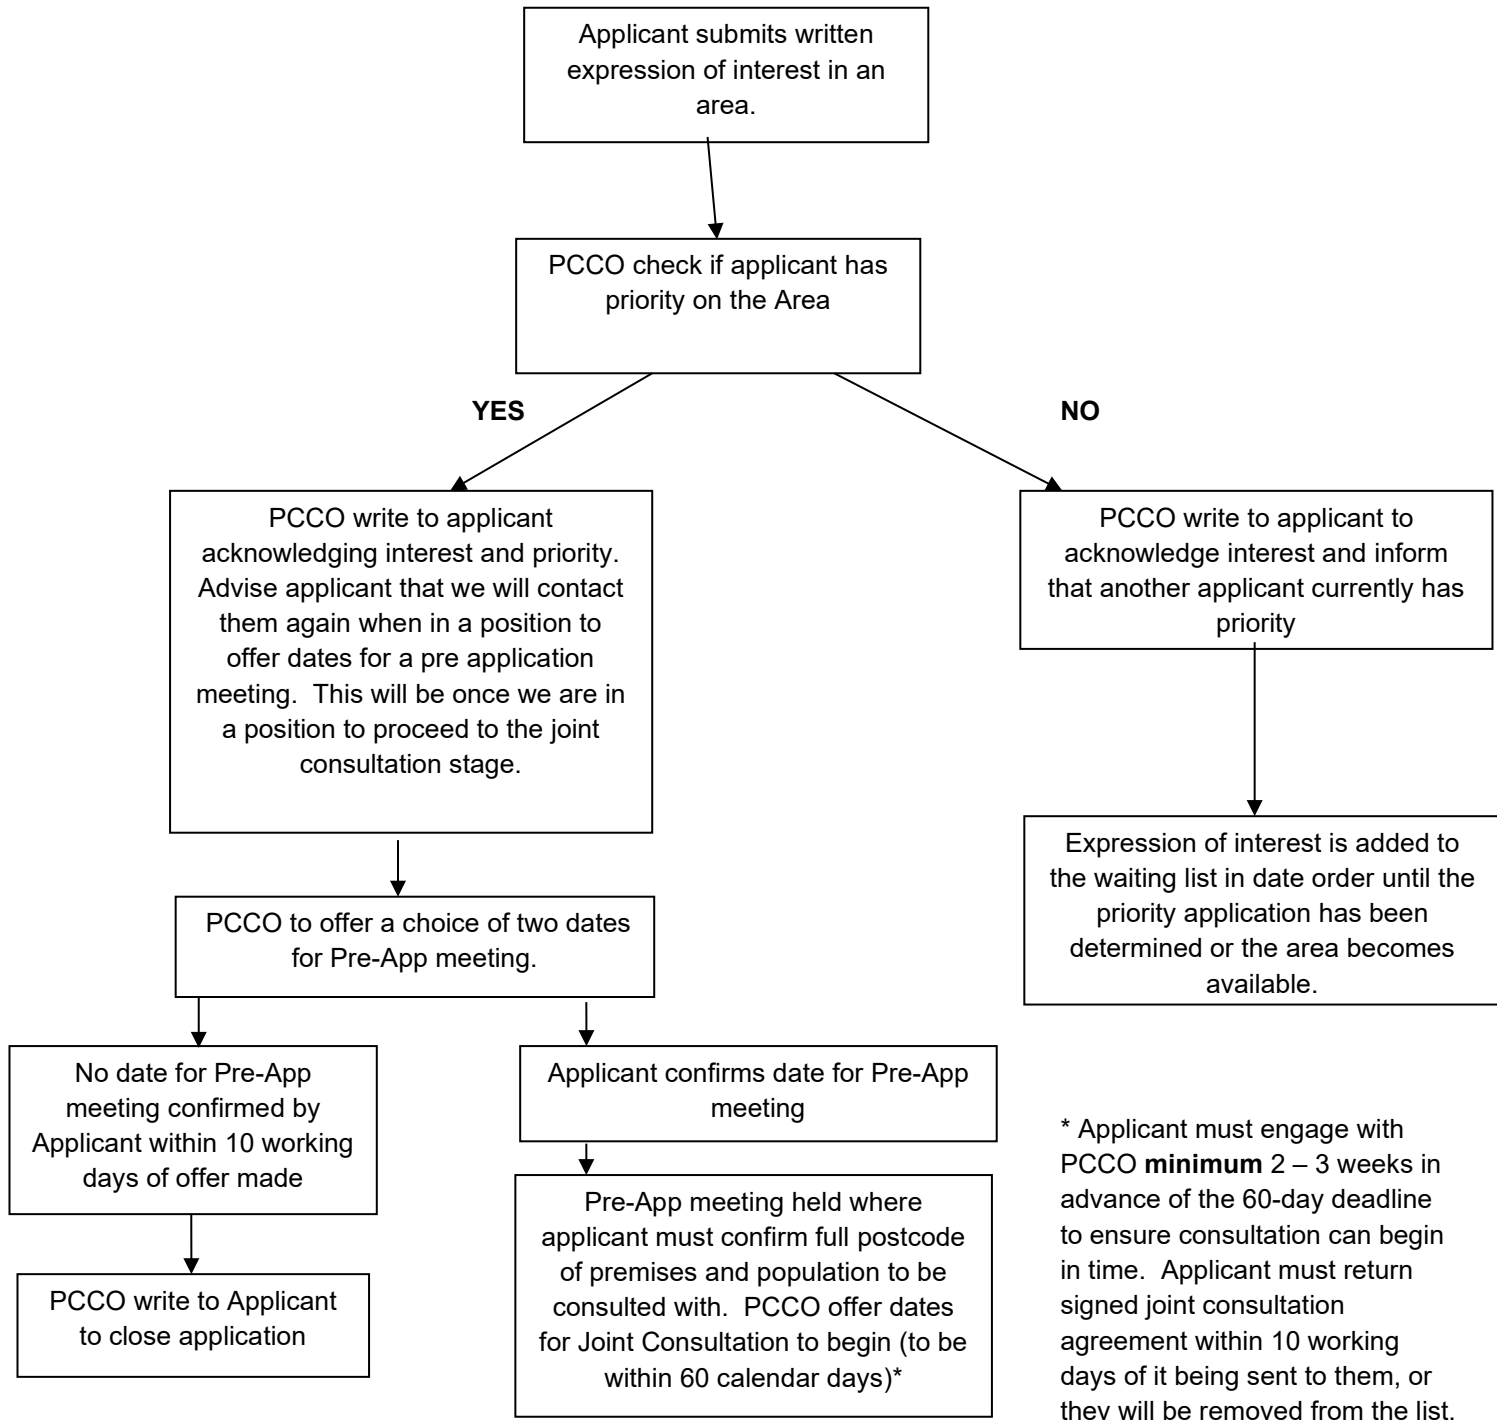 Applicant submits written
expression of interest in an
area.
PCCO check if applicant has
priority on the Area
YES
NO
PCCO write to applicant
acknowledging interest and priority.
Advise applicant that we will contact
them again when in a position to
offer dates for a pre application
meeting.  This will be once we are in
a position to proceed to the joint
consultation stage.
PCCO write to applicant to
acknowledge interest and inform
that another applicant currently has
priority
Expression of interest is added to
the waiting list in date order until the
priority application has been
determined or the area becomes
available.
PCCO to offer a choice of two dates
for Pre-App meeting.
No date for Pre-App
meeting confirmed by
Applicant within 10 working
days of offer made
Applicant confirms date for Pre-App
meeting
PCCO write to Applicant
to close application
Pre-App meeting held where
applicant must confirm full postcode
of premises and population to be
consulted with.  PCCO offer dates
for Joint Consultation to begin (to be
within 60 calendar days)*
* Applicant must engage with
PCCO minimum 2 – 3 weeks in
advance of the 60-day deadline
to ensure consultation can begin
in time.  Applicant must return
signed joint consultation
agreement within 10 working
days of it being sent to them, or
they will be removed from the list.